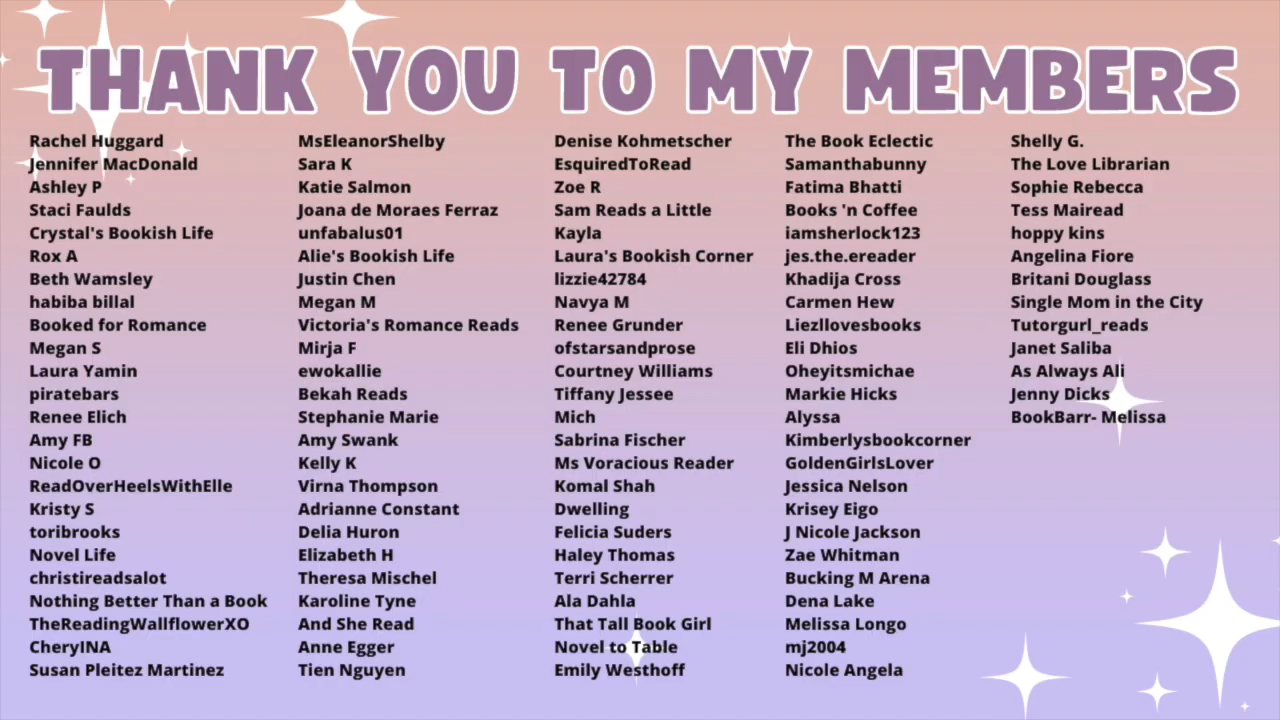 THANK YOU TO MY MEMBERS
Rachel Huggard
Jennifer MacDonald
Ashley P
Staci Faulds
Crystal's Bookish Life
Rox A
Beth Wamsley
habiba billal
Booked for Romance
Megan S
Laura Yamin
piratebars
Renee Elich
Amy FB
Nicole O
ReadOverHeelsWithElle
Kristy S
toribrooks
Novel Life
christireadsalot
Nothing Better Than a Book
TheReadingWallflowerXO
CheryINA
Susan Pleitez Martinez
MsEleanorShelby
Sara K
Katie Salmon
Joana de Moraes Ferraz
unfabalus01
Alie's Bookish Life
Justin Chen
Megan M
Victoria's Romance Reads
Mirja F
ewokallie
Bekah Reads
Stephanie Marie
Amy Swank
Kelly K
Virna Thompson
Adrianne Constant
Delia Huron
Elizabeth H
Theresa Mischel
Karoline Tyne
And She Read
Anne Egger
Tien Nguyen
Denise Kohmetscher
EsquiredToRead
Zoe R
Sam Reads a Little
Kayla
Laura's Bookish Corner
lizzie42784
Navya M
Renee Grunder
ofstarsandprose
Courtney Williams
Tiffany Jessee
Mich
Sabrina Fischer
Ms Voracious Reader
Komal Shah
Dwelling
Felicia Suders
Haley Thomas
Terri Scherrer
Ala Dahla
That Tall Book Girl
Novel to Table
Emily Westhoff
The Book Eclectic
Samanthabunny
Fatima Bhatti
Books 'n Coffee
iamsherlock123
jes.the.ereader
Khadija Cross
Carmen Hew
Liezllovesbooks
Eli Dhios
Oheyitsmichae
Markie Hicks
Alyssa
Kimberlysbookcorner
GoldenGirlsLover
Jessica Nelson
Krisey Eigo
J Nicole Jackson
Zae Whitman
Bucking M Arena
Dena Lake
Melissa Longo
mj2004
Nicole Angela
Shelly G.
The Love Librarian
Sophie Rebecca
Tess Mairead
hoppy kins
Angelina Fiore
Britani Douglass
Single Mom in the City
Tutorgurl_reads
Janet Saliba
As Always Ali
Jenny Dicks
BookBarr- Melissa